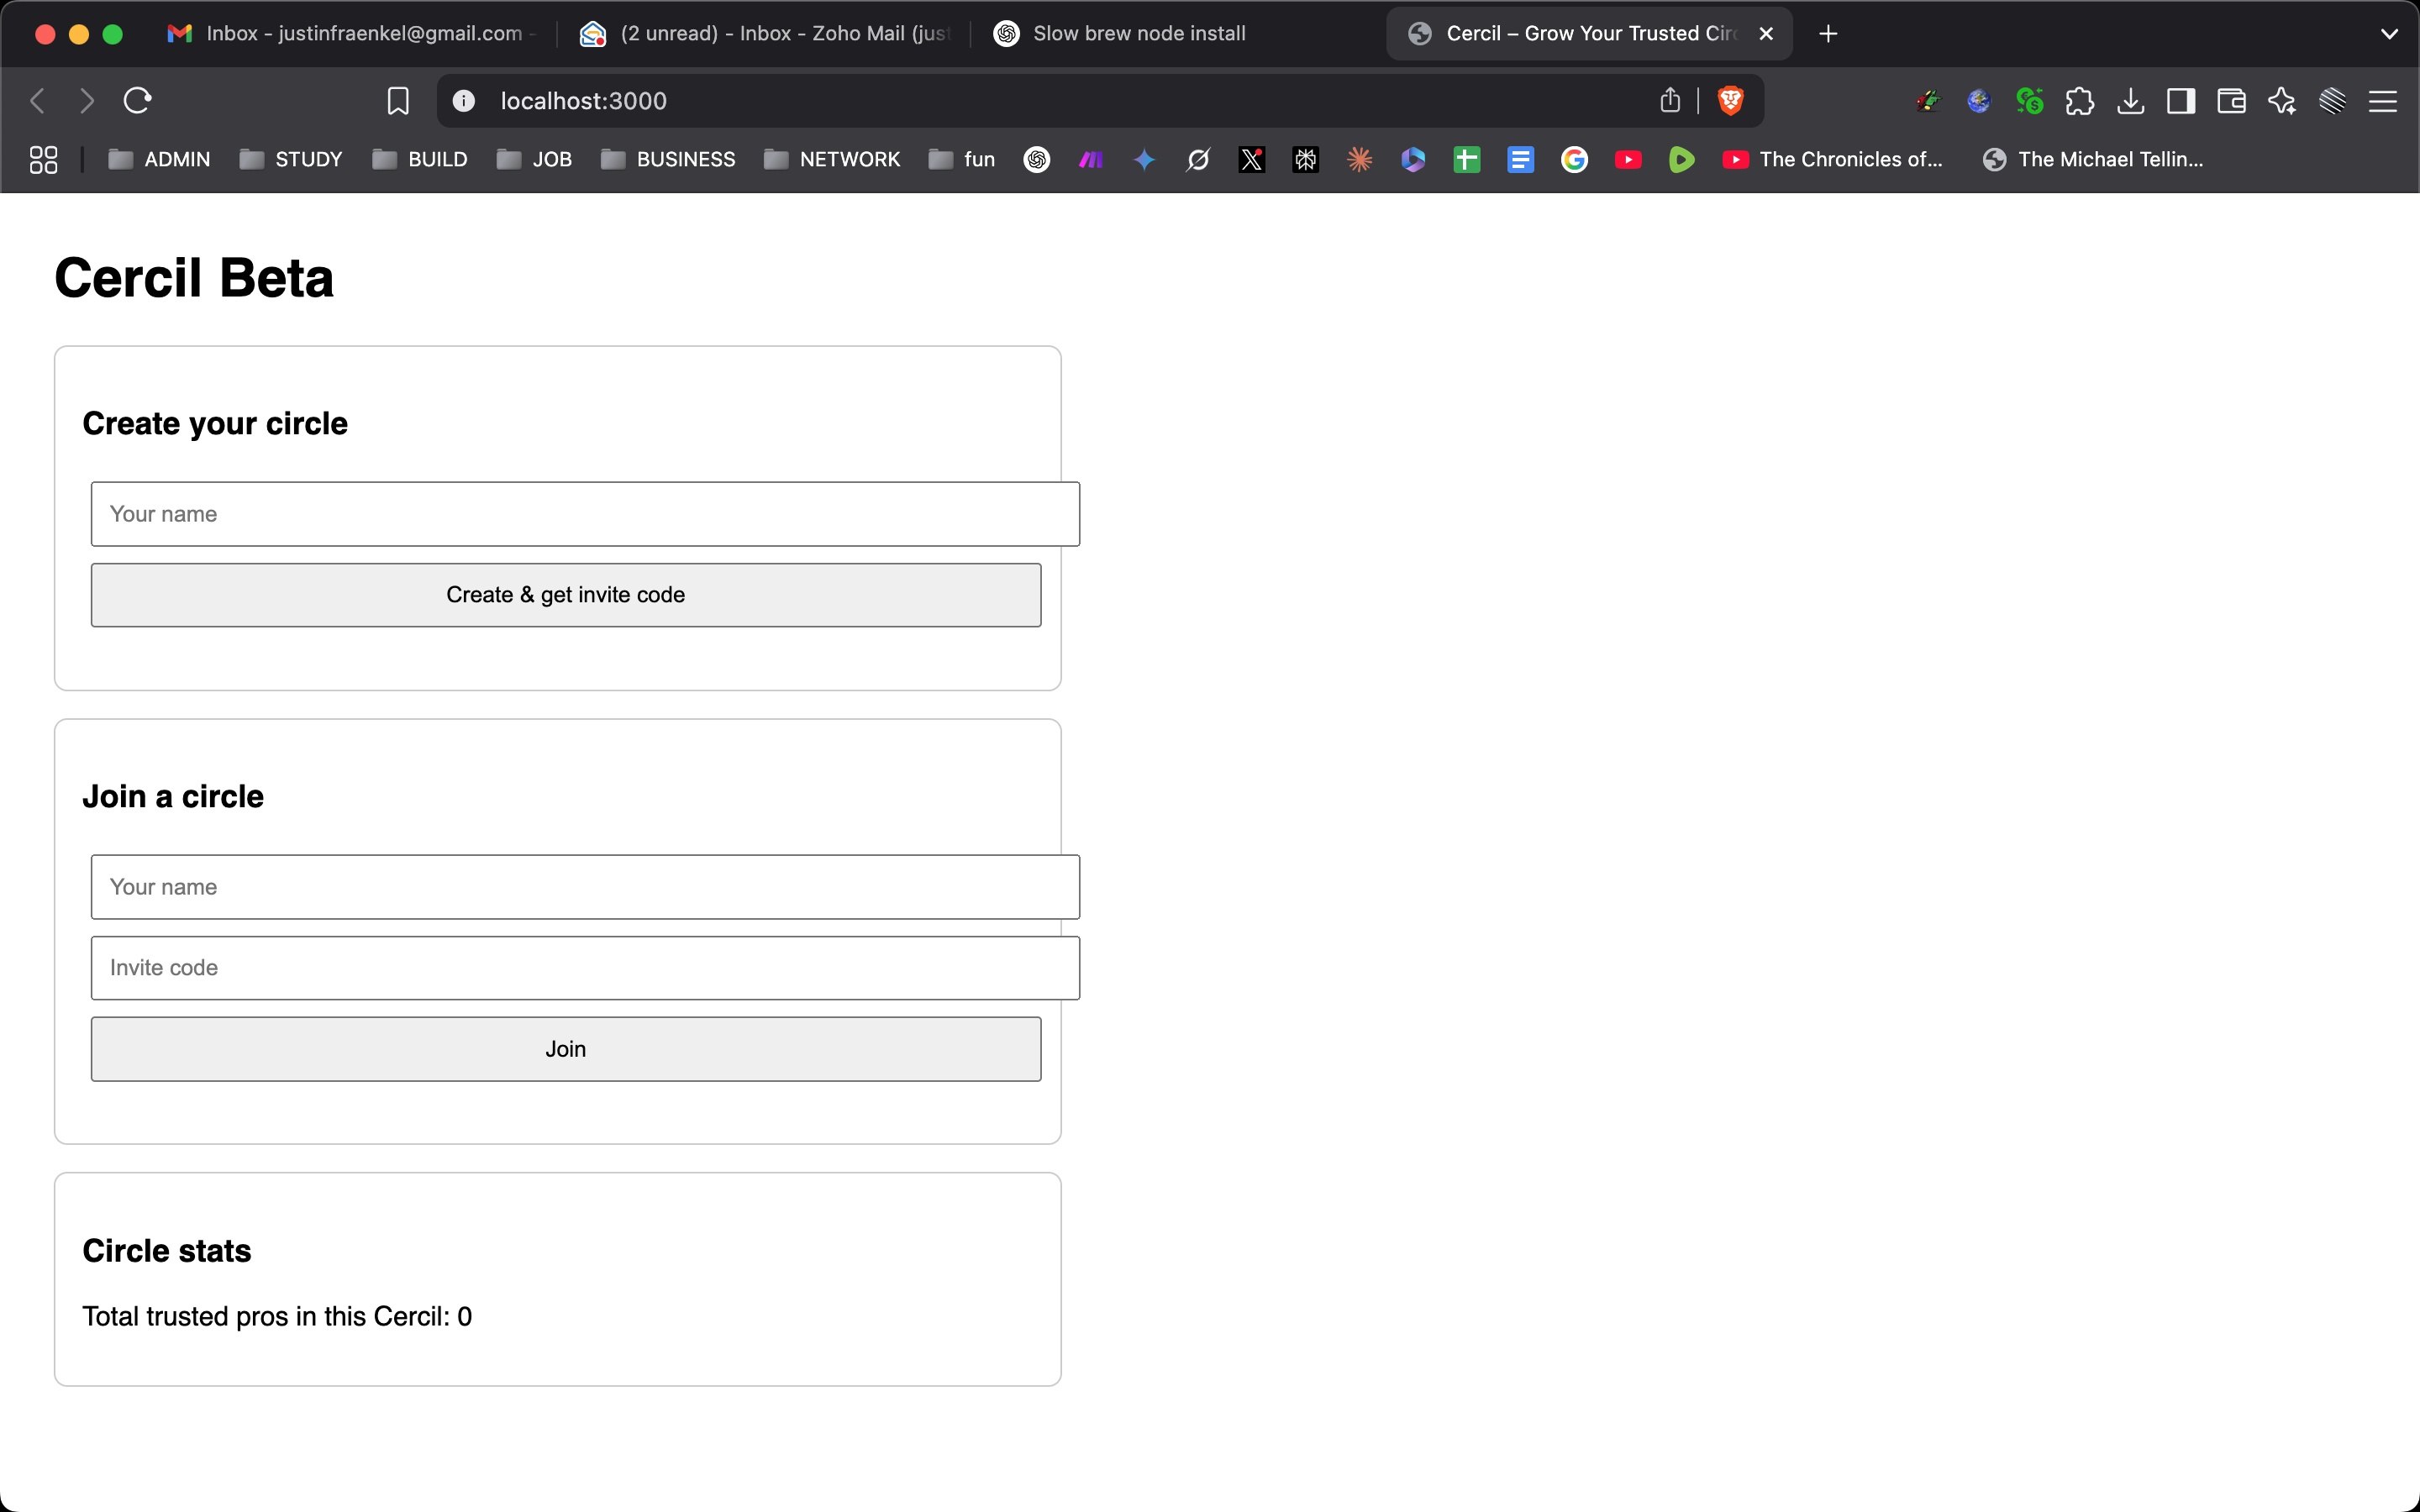 Inbox - justinfraenkel@gmail.com -
(2 unread) - Inbox - Zoho Mail (just
Slow brew node install
Cercil – Grow Your Trusted Circ
localhost:3000
ADMIN
STUDY
BUILD
JOB
BUSINESS
NETWORK
fun
The Chronicles of...
The Michael Tellin...
Cercil Beta
Create your circle
Your name
Create & get invite code
Join a circle
Your name
Invite code
Join
Circle stats
Total trusted pros in this Cercil: 0